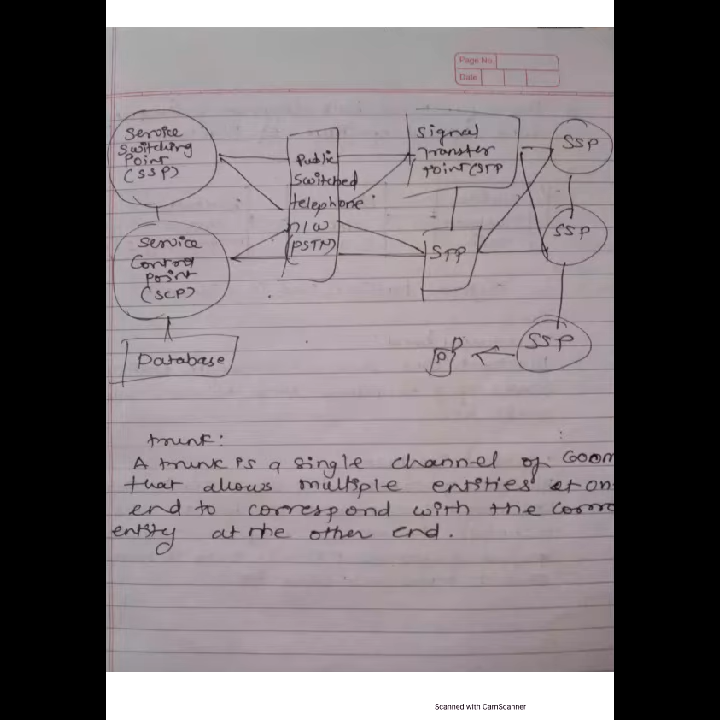 Page No
Date
Service
Switching
Point
(SSP)
Public
Switched
telephone
n/w
(PSTN)
Signal
Transfer
Point (STP
SSP
Service
Control
point
(SCP)
STP
SSP
Database
P
SSP
trunk:
A trunk is a single channel of Comm
that allows multiple entities at on
end to correspond with the
entity at the other end.
Scanned with CamScanner